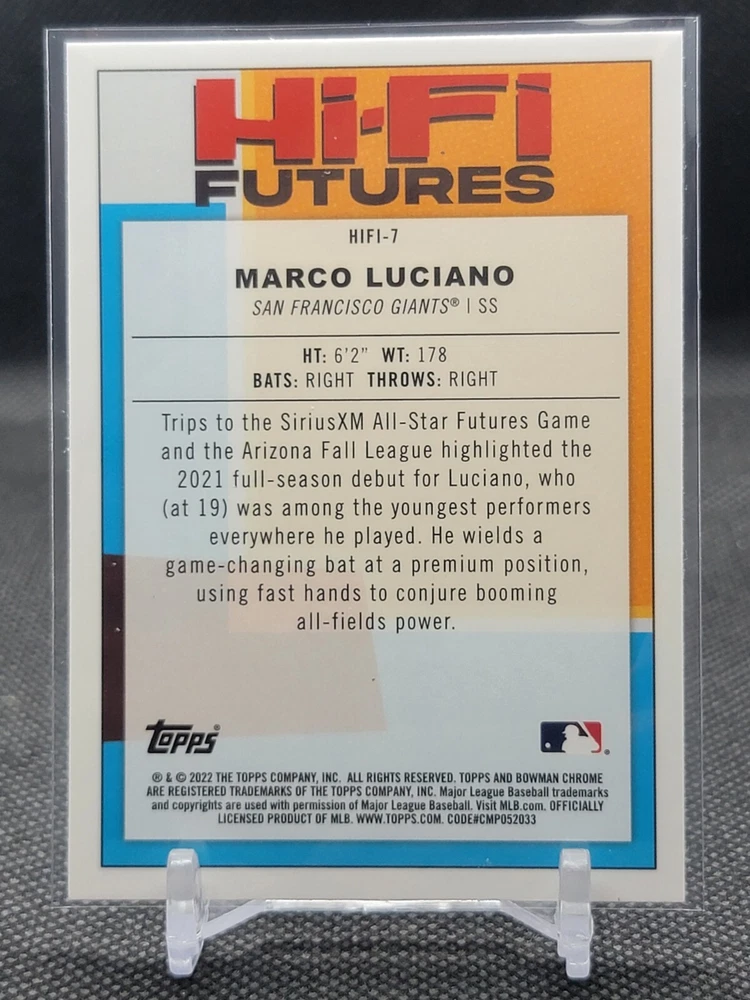 Hi-Fi
FUTURES
HIFI-7
MARCO LUCIANO
SAN FRANCISCO GIANTS® | SS
HT: 6'2" WT: 178
BATS: RIGHT THROWS: RIGHT
Trips to the SiriusXM All-Star Futures Game
and the Arizona Fall League highlighted the
2021 full-season debut for Luciano, who
(at 19) was among the youngest performers
everywhere he played. He wields a
game-changing bat at a premium position,
using fast hands to conjure booming
all-fields power.
Topps®
® & © 2022 THE TOPPS COMPANY, INC. ALL RIGHTS RESERVED. TOPPS AND BOWMAN CHROME
ARE REGISTERED TRADEMARKS OF THE TOPPS COMPANY, INC. Major League Baseball trademarks
and copyrights are used with permission of Major League Baseball. Visit MLB.com. OFFICIALLY
LICENSED PRODUCT OF MLB. WWW.TOPPS.COM. CODE#CMP052033